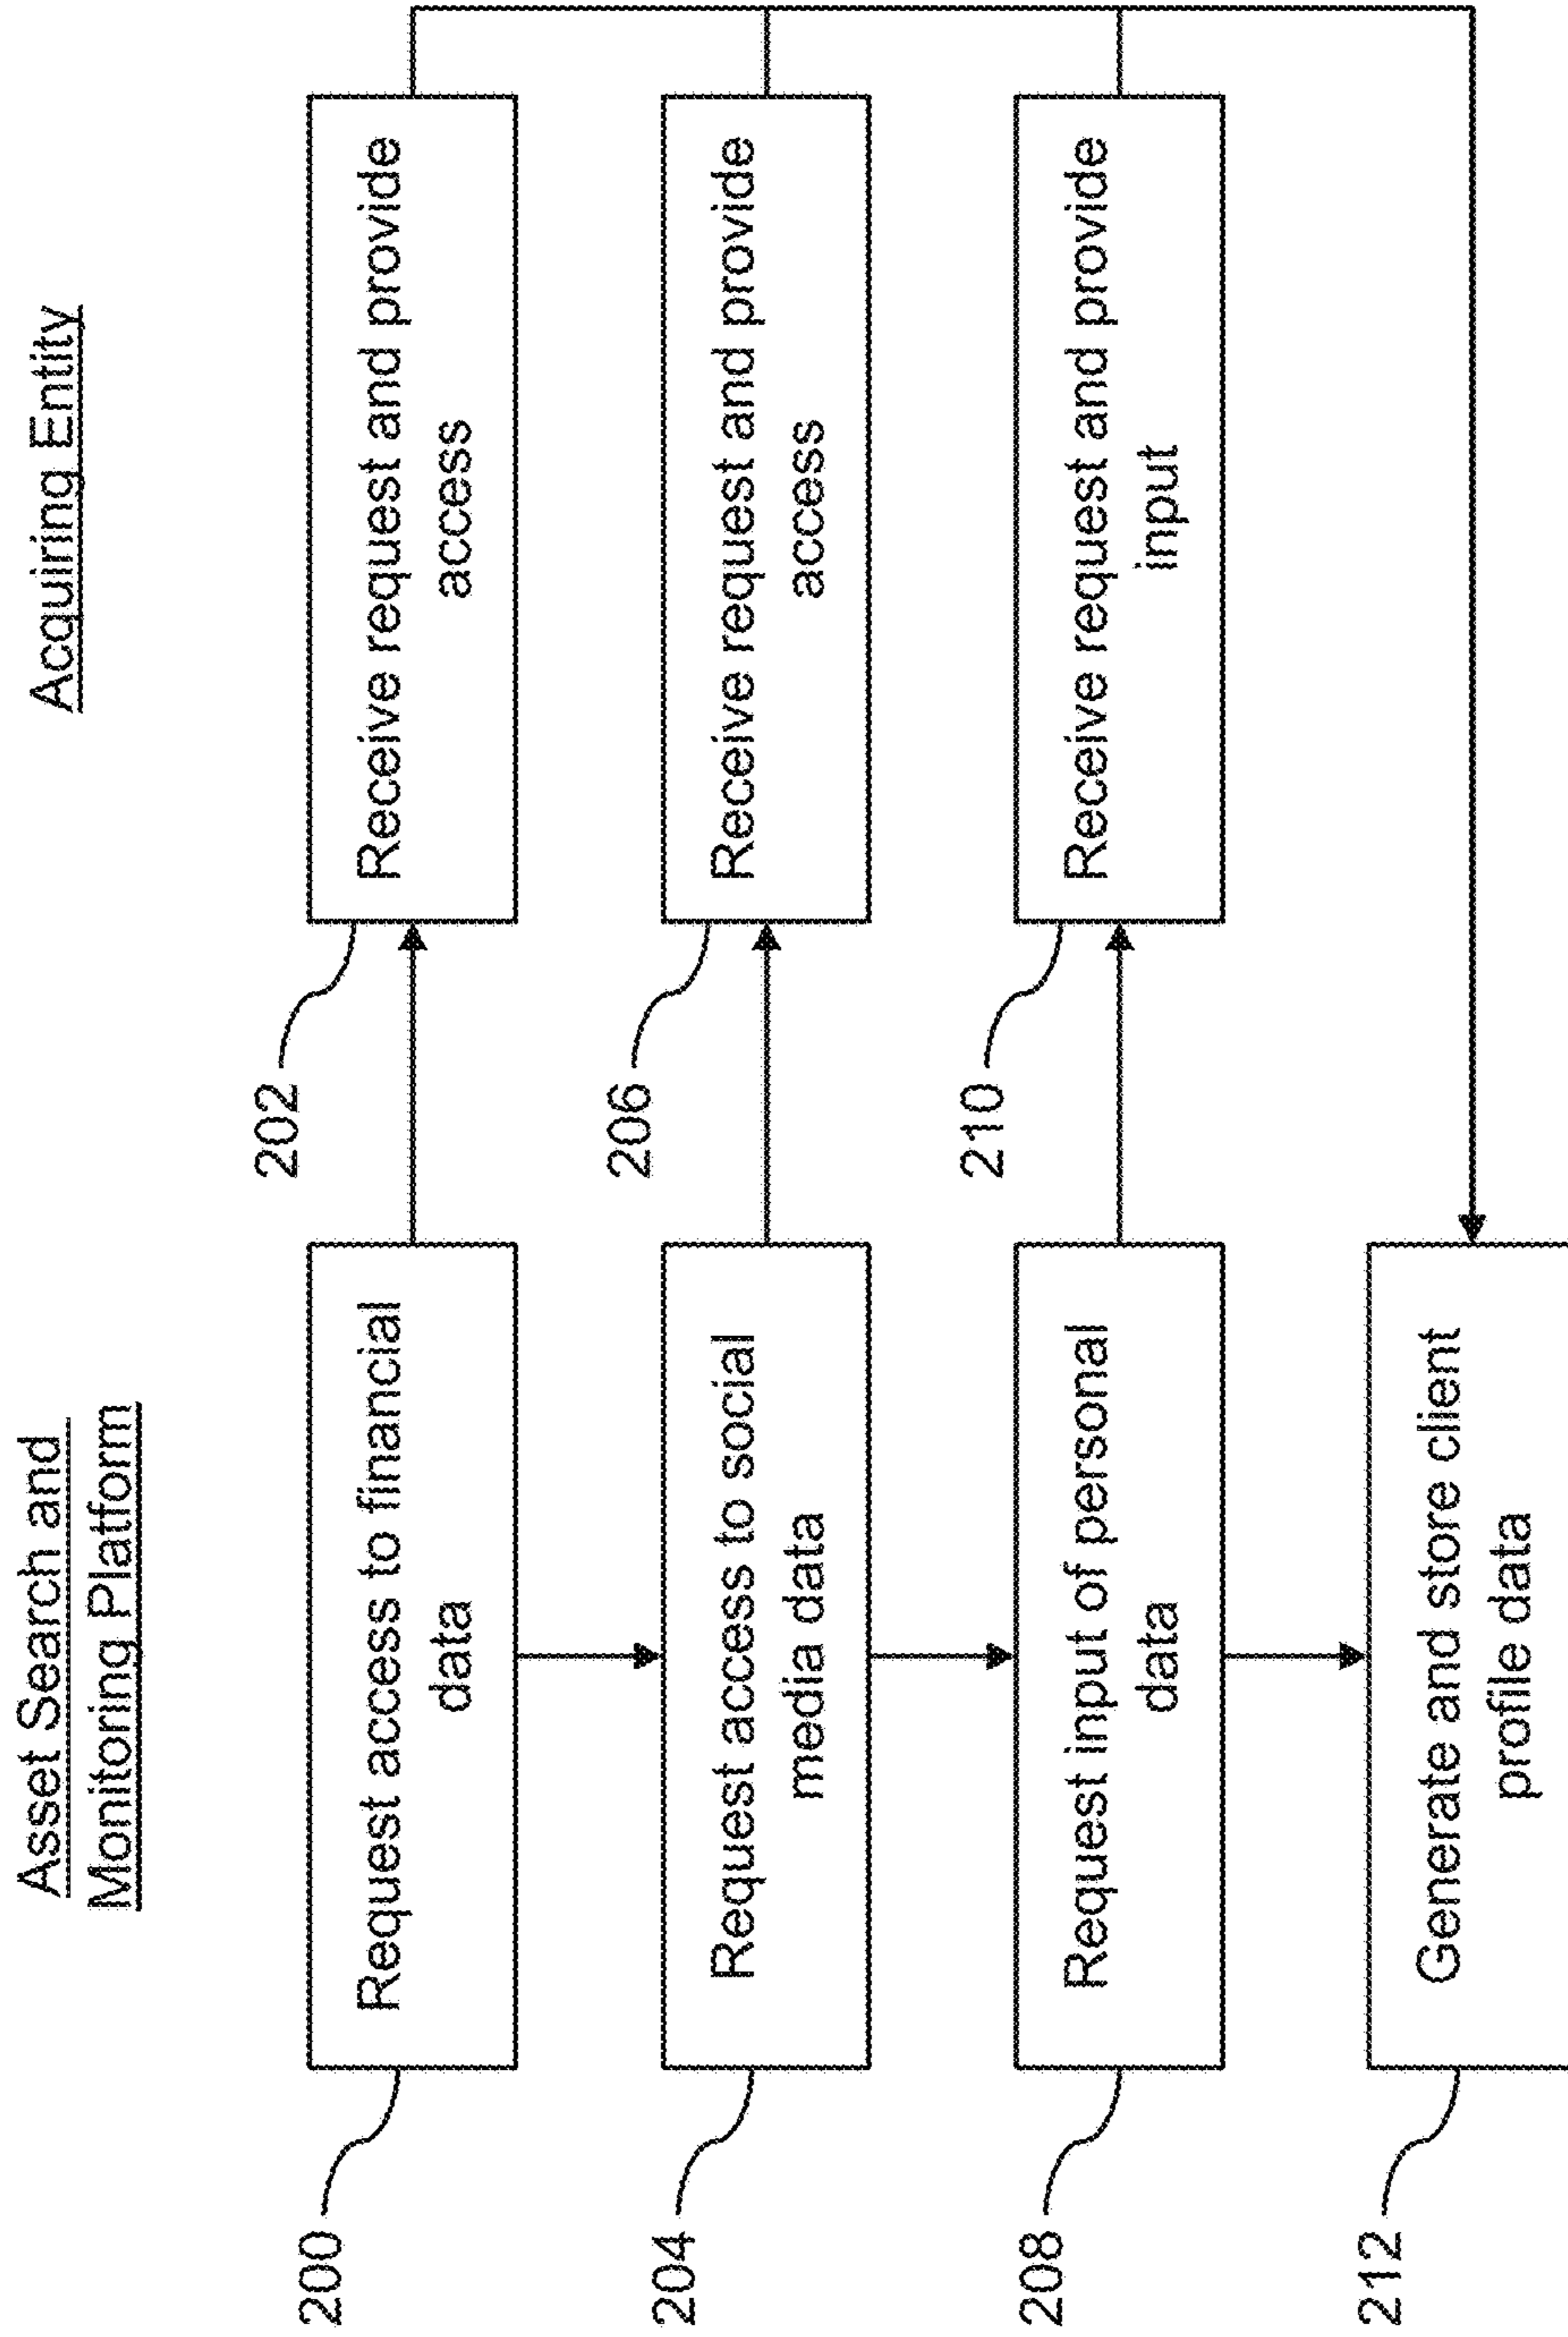 Asset Search and
Monitoring Platform
Acquiring Entity
200
Request access to financial
data
202
Receive request and provide
access
204
Request access to social
media data
206
Receive request and provide
access
208
Request input of personal
data
210
Receive request and provide
input
212
Generate and store client
profile data